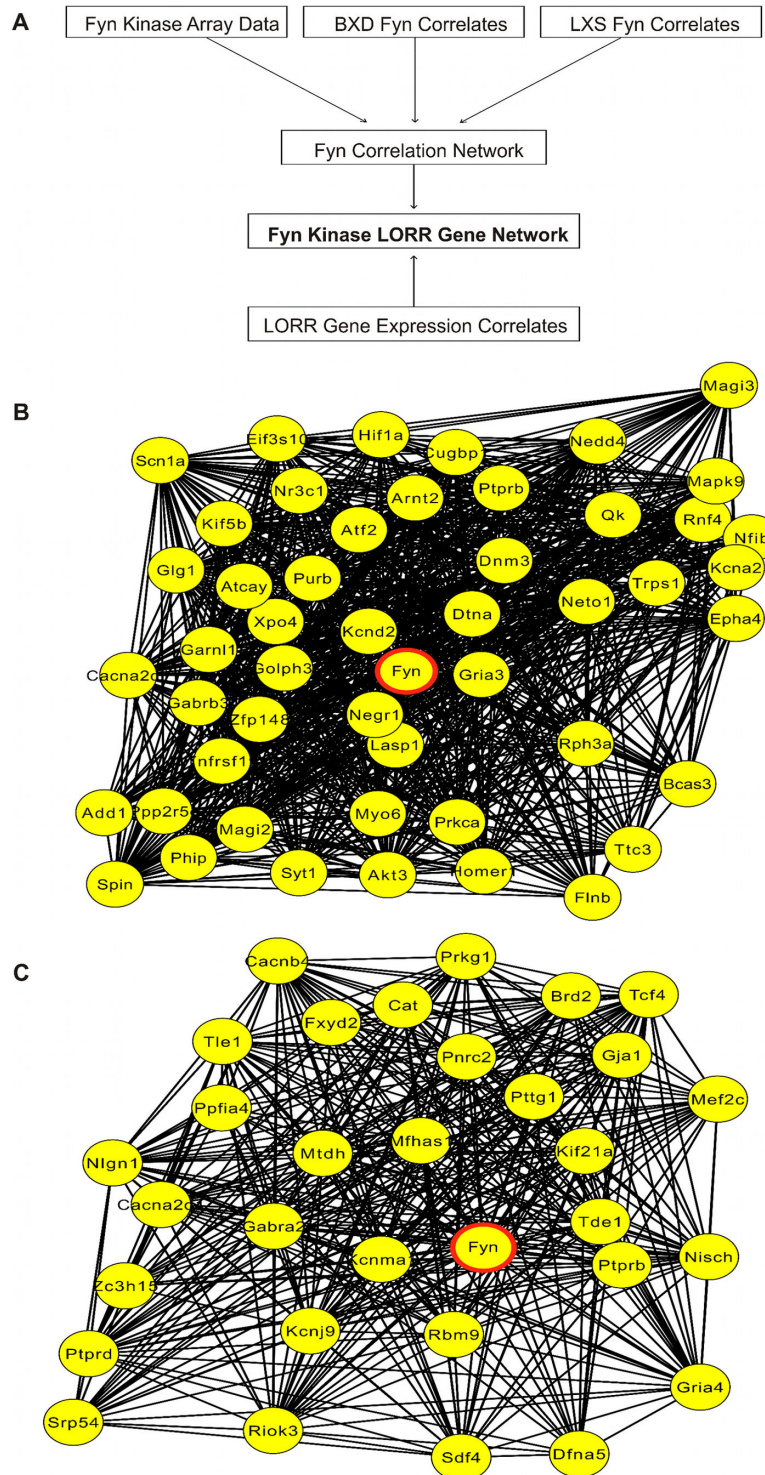 A
Fyn Kinase Array Data
BXD Fyn Correlates
LXS Fyn Correlates
Fyn Correlation Network
Fyn Kinase LORR Gene Network
LORR Gene Expression Correlates
B
Magi3
Scn1a
Eif3s10
Hif1a
Cugbp
Nedd4
Nr3c1
Arnt2
Ptprb
Mapk9
Kif5b
Atf2
Qk
Rnf4
Nfib
Glg1
Atcay
Purb
Dnm3
Trps1
Kcna2
Xpo4
Kcnd2
Dtna
Neto1
Epha4
Garnl1
Cacna2d
Golph3
Fyn
Gria3
Gabrb3
Zfp148
Negr1
Lasp1
Rph3a
nfrsf1
Bcas3
Add1
Ppp2r5
Magi2
Myo6
Prkca
Phip
Ttc3
Spin
Syt1
Akt3
Homer
Flnb
C
Cacnb4
Prkg1
Fxyd2
Cat
Brd2
Tcf4
Tle1
Pnrc2
Gja1
Ppfia4
Pttg1
Mef2c
Nlgn1
Mtdh
Mfhas1
Kif21a
Cacna2d
Gabra2
Tde1
Fyn
Kcnma
Ptprb
Nisch
Zc3h15
Kcnj9
Rbm9
Ptprd
Gria4
Srp54
Riok3
Sdf4
Dfna5